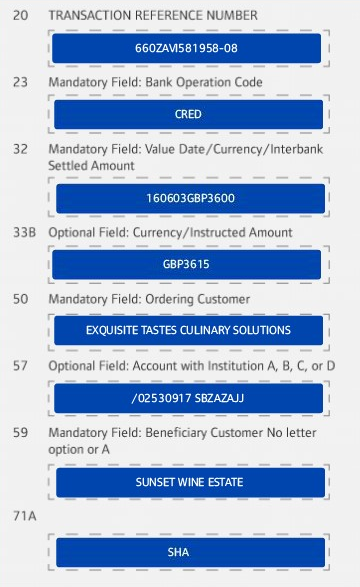 20 TRANSACTION REFERENCE NUMBER
660ZAVI581958-08
23 Mandatory Field: Bank Operation Code
CRED
32 Mandatory Field: Value Date/Currency/Interbank
Settled Amount
160603GBP3600
33B Optional Field: Currency/Instructed Amount
GBP3615
50 Mandatory Field: Ordering Customer
EXQUISITE TASTES CULINARY SOLUTIONS
57 Optional Field: Account with Institution A, B, C, or D
/02530917 SBZAZAJJ
59 Mandatory Field: Beneficiary Customer No letter
option or A
SUNSET WINE ESTATE
71A
SHA